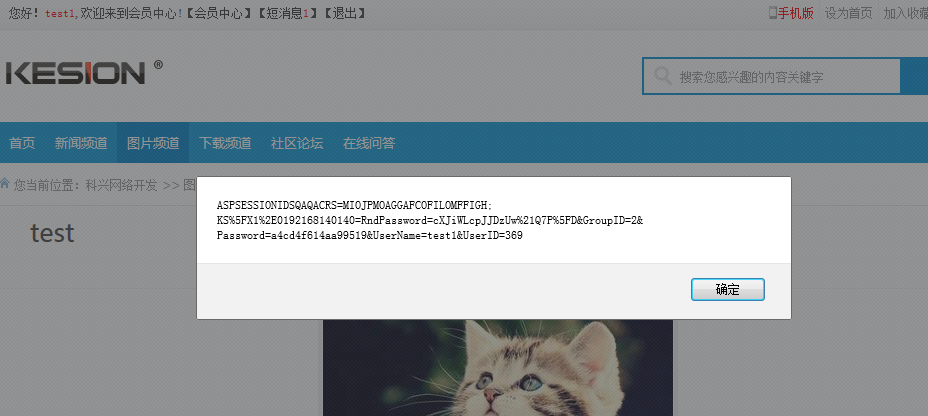 您好！test1,欢迎来到会员中心!【会员中心】【短消息1】【退出】
手机版 设为首页 加入收藏
KESION ®
搜索您感兴趣的内容关键字
首页 新闻频道 图片频道 下载频道 社区论坛 在线问答
您当前位置：科兴网络开发 >> 图
ASPSESSIONIDSQAQACRS=MIOJPMOAGGAFCOFILOMPFIGH;
KS%5FX1%2E0192168140140=RndPassword=cXJiWLcpJJDzUw%21Q7P%5FD&GroupID=2&
Password=a4cd4f614aa99519&UserName=test1&UserID=369
test
确定